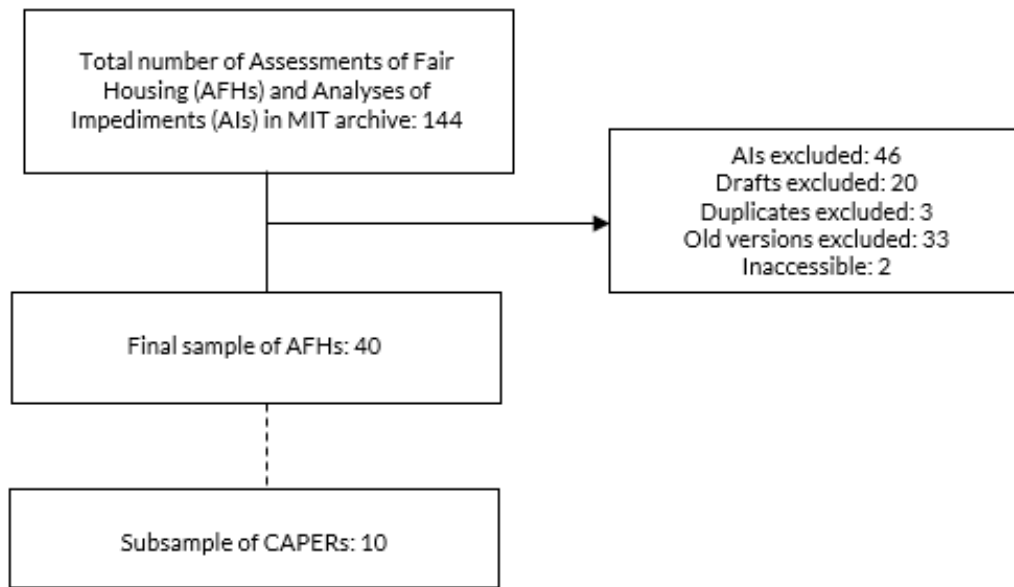 Total number of Assessments of Fair
Housing (AFHs) and Analyses of
Impediments (AIs) in MIT archive: 144
AIs excluded: 46
Drafts excluded: 20
Duplicates excluded: 3
Old versions excluded: 33
Inaccessible: 2
Final sample of AFHs: 40
Subsample of CAPERs: 10